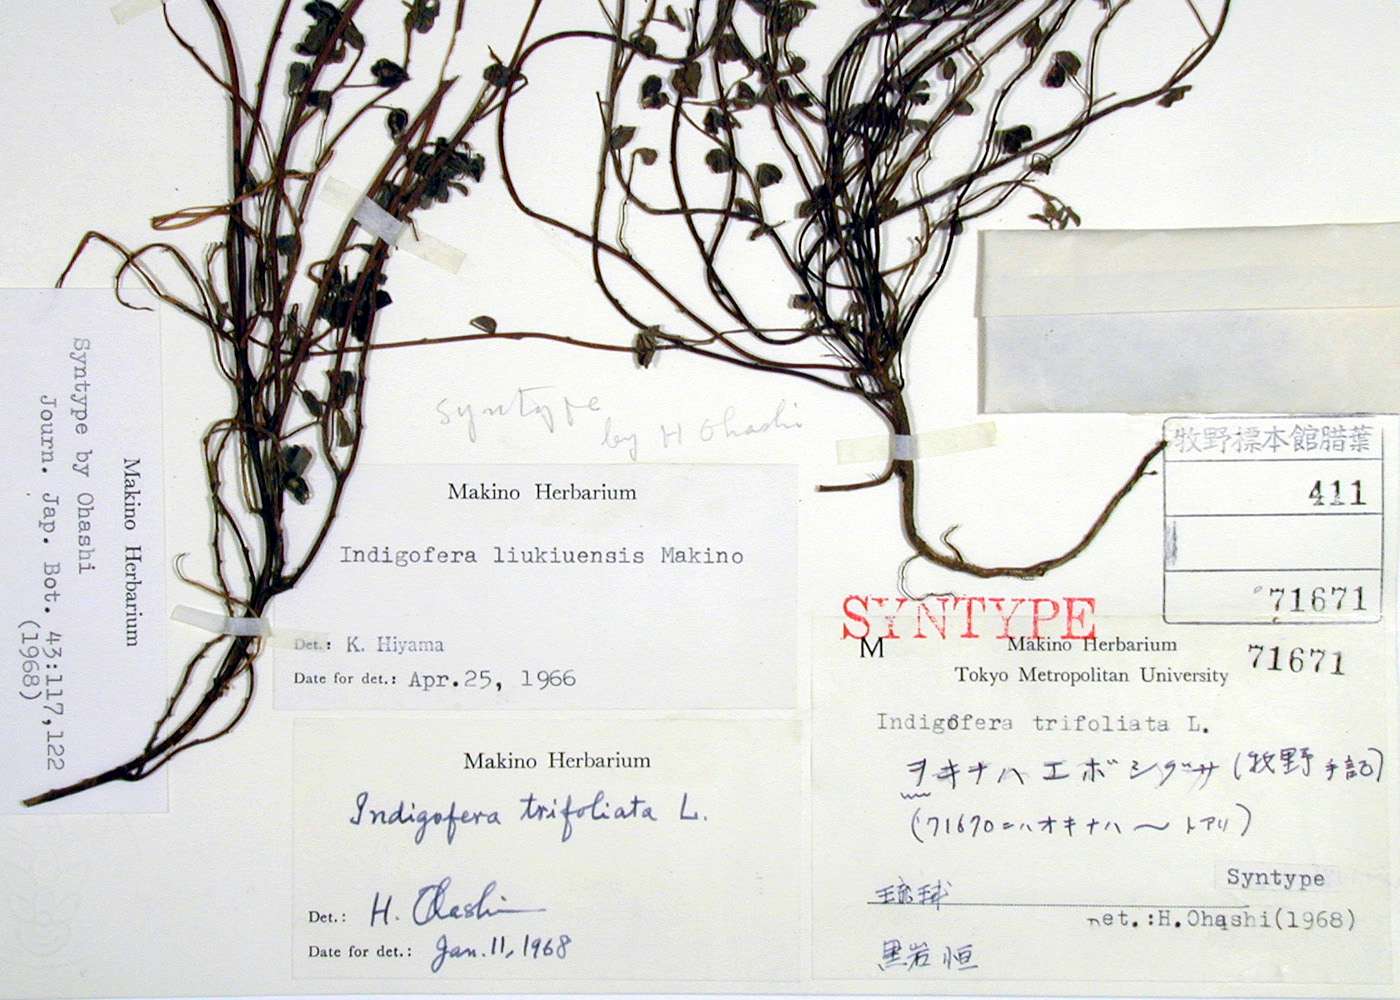 Makino Herbarium
Syntype by Ohashi
Journ. Jap. Bot. 43:117,122
(1968)
syntype
by H Ohashi
Makino Herbarium
Indigofera liukiuensis Makino
Det.: K. Hiyama
Date for det.: Apr.25, 1966
Makino Herbarium
Indigofera trifoliata L.
Det.: H. Ohashi
Date for det.: Jan. 11, 1968
牧野標本館腊葉
411
71671
SYNTYPE
M
Makino Herbarium
Tokyo Metropolitan University
71671
Indigofera trifoliata L.
ヲキナハエボシグサ(牧野手記)
(71670ニハオキナハ〜トアリ)
琉球
Syntype
Det.:H.Ohashi(1968)
黒岩恒